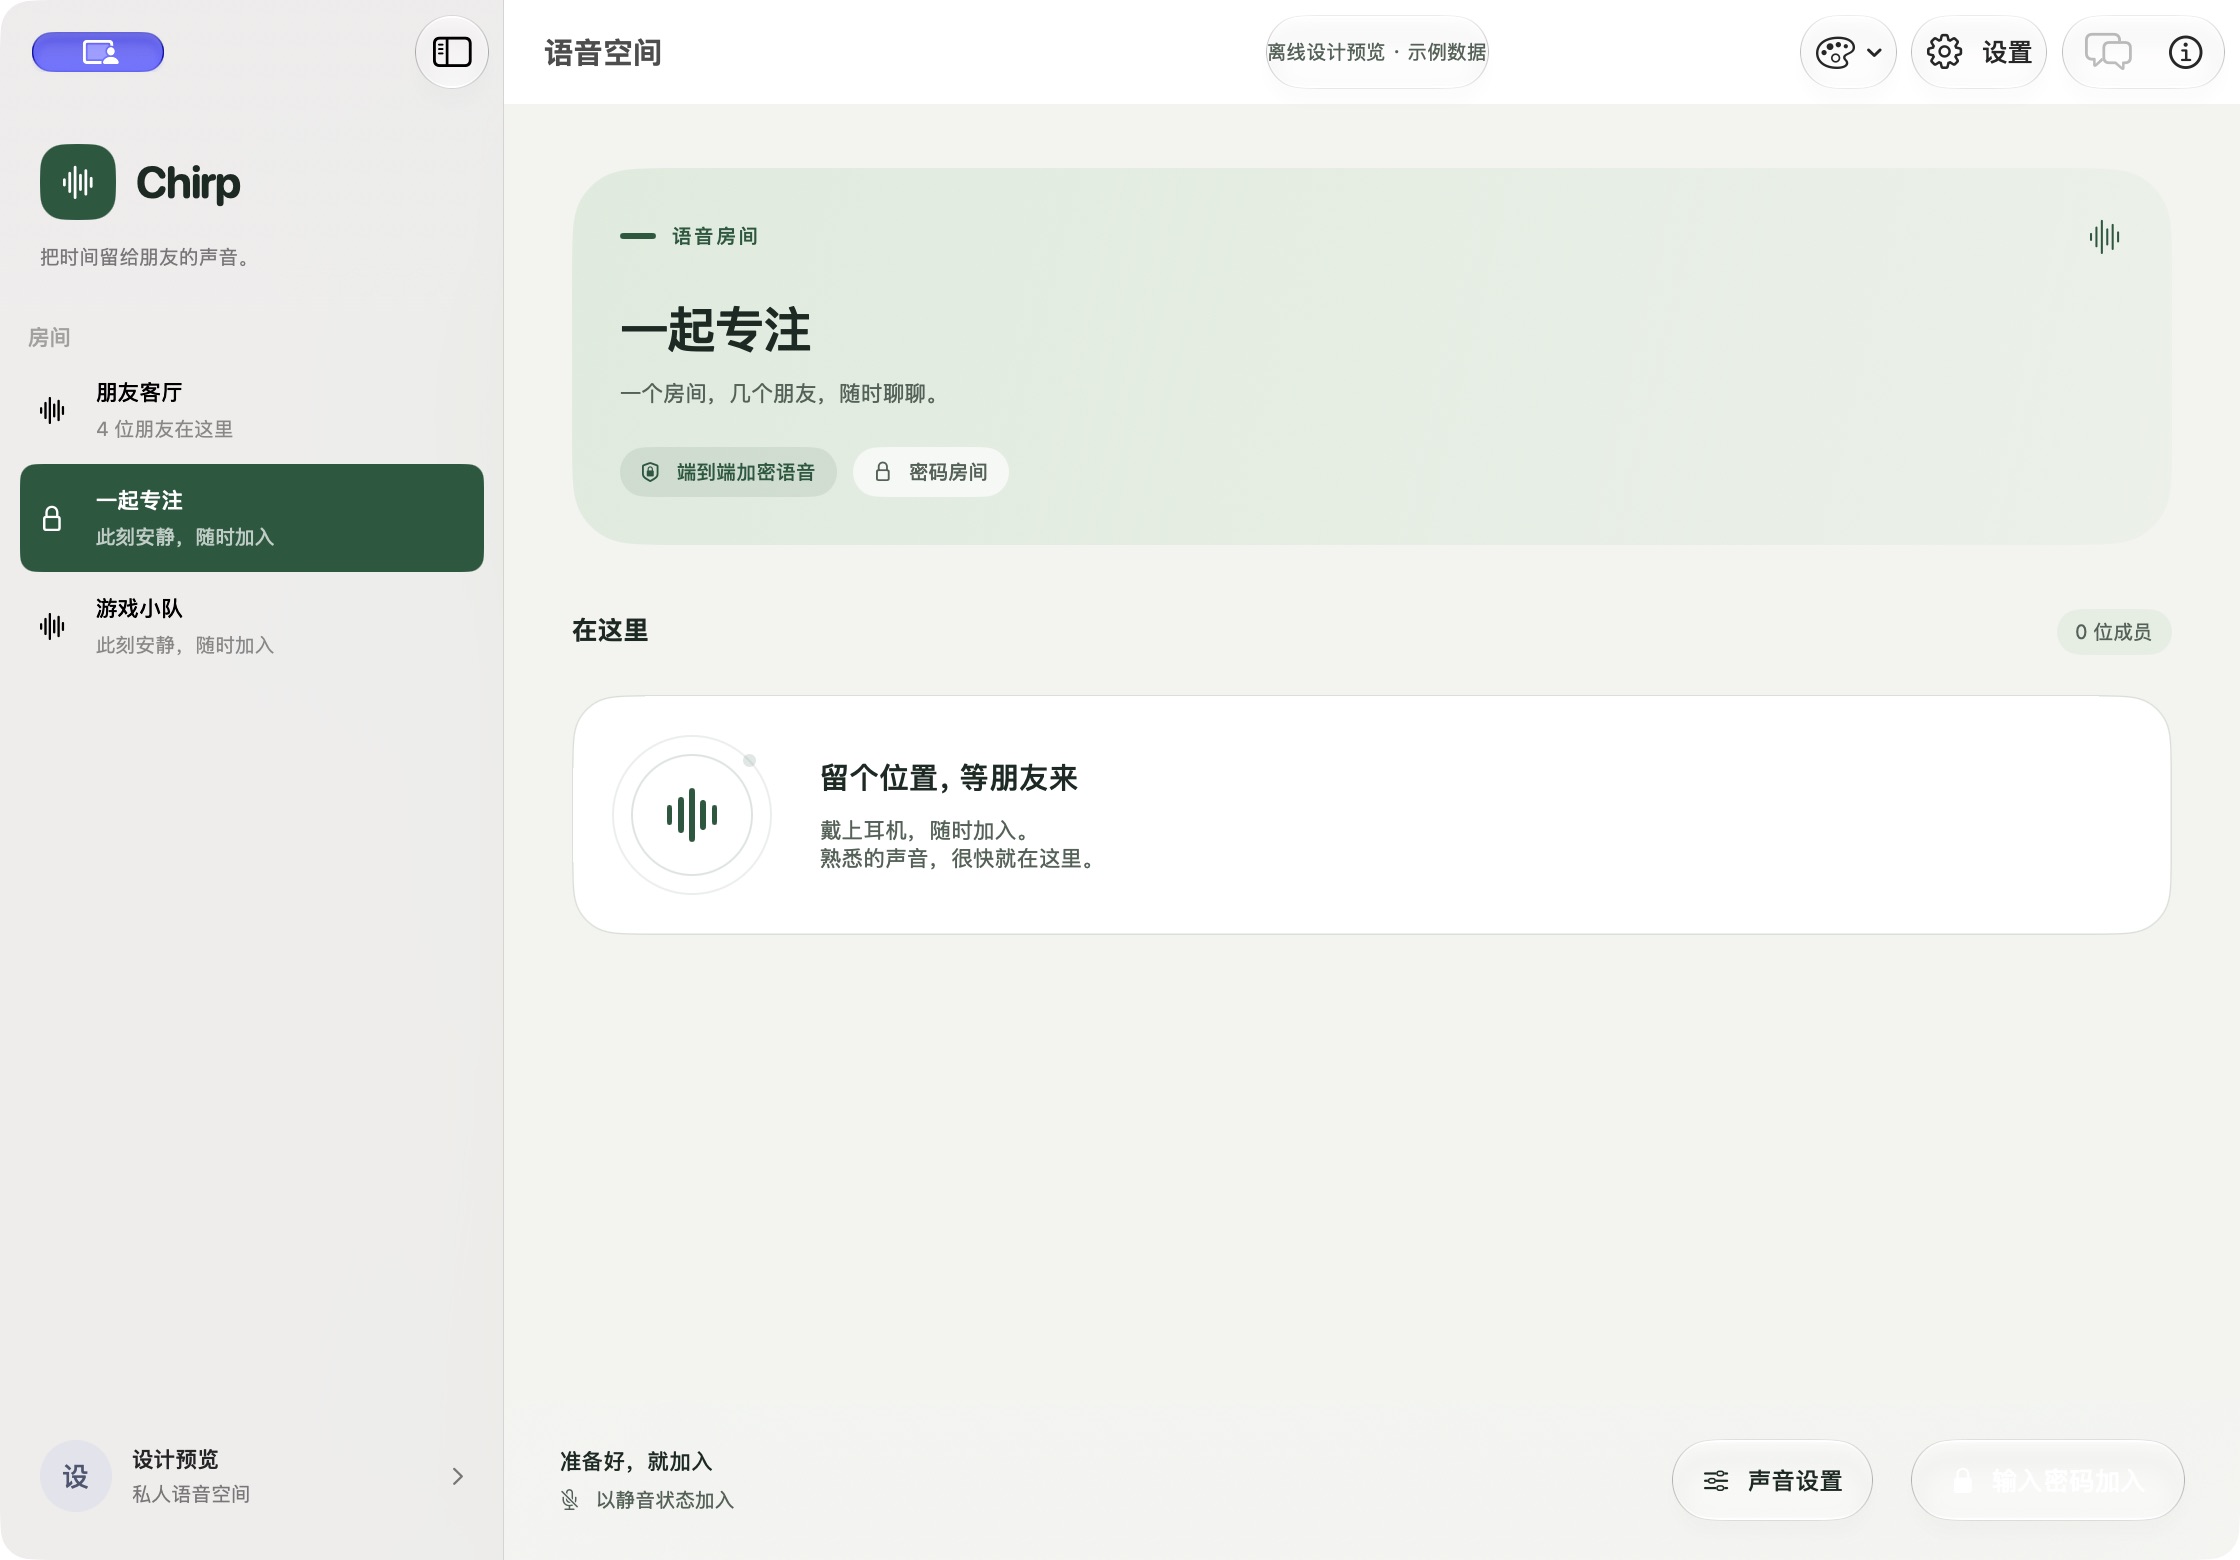 语音空间
离线设计预览 · 示例数据
设置
Chirp
把时间留给朋友的声音。
房间
朋友客厅
4 位朋友在这里
一起专注
此刻安静，随时加入
游戏小队
此刻安静，随时加入
设
设计预览
私人语音空间
语音房间
一起专注
一个房间，几个朋友，随时聊聊。
端到端加密语音
密码房间
在这里
0 位成员
留个位置，等朋友来
戴上耳机，随时加入。
熟悉的声音，很快就在这里。
准备好，就加入
以静音状态加入
声音设置
输入密码加入